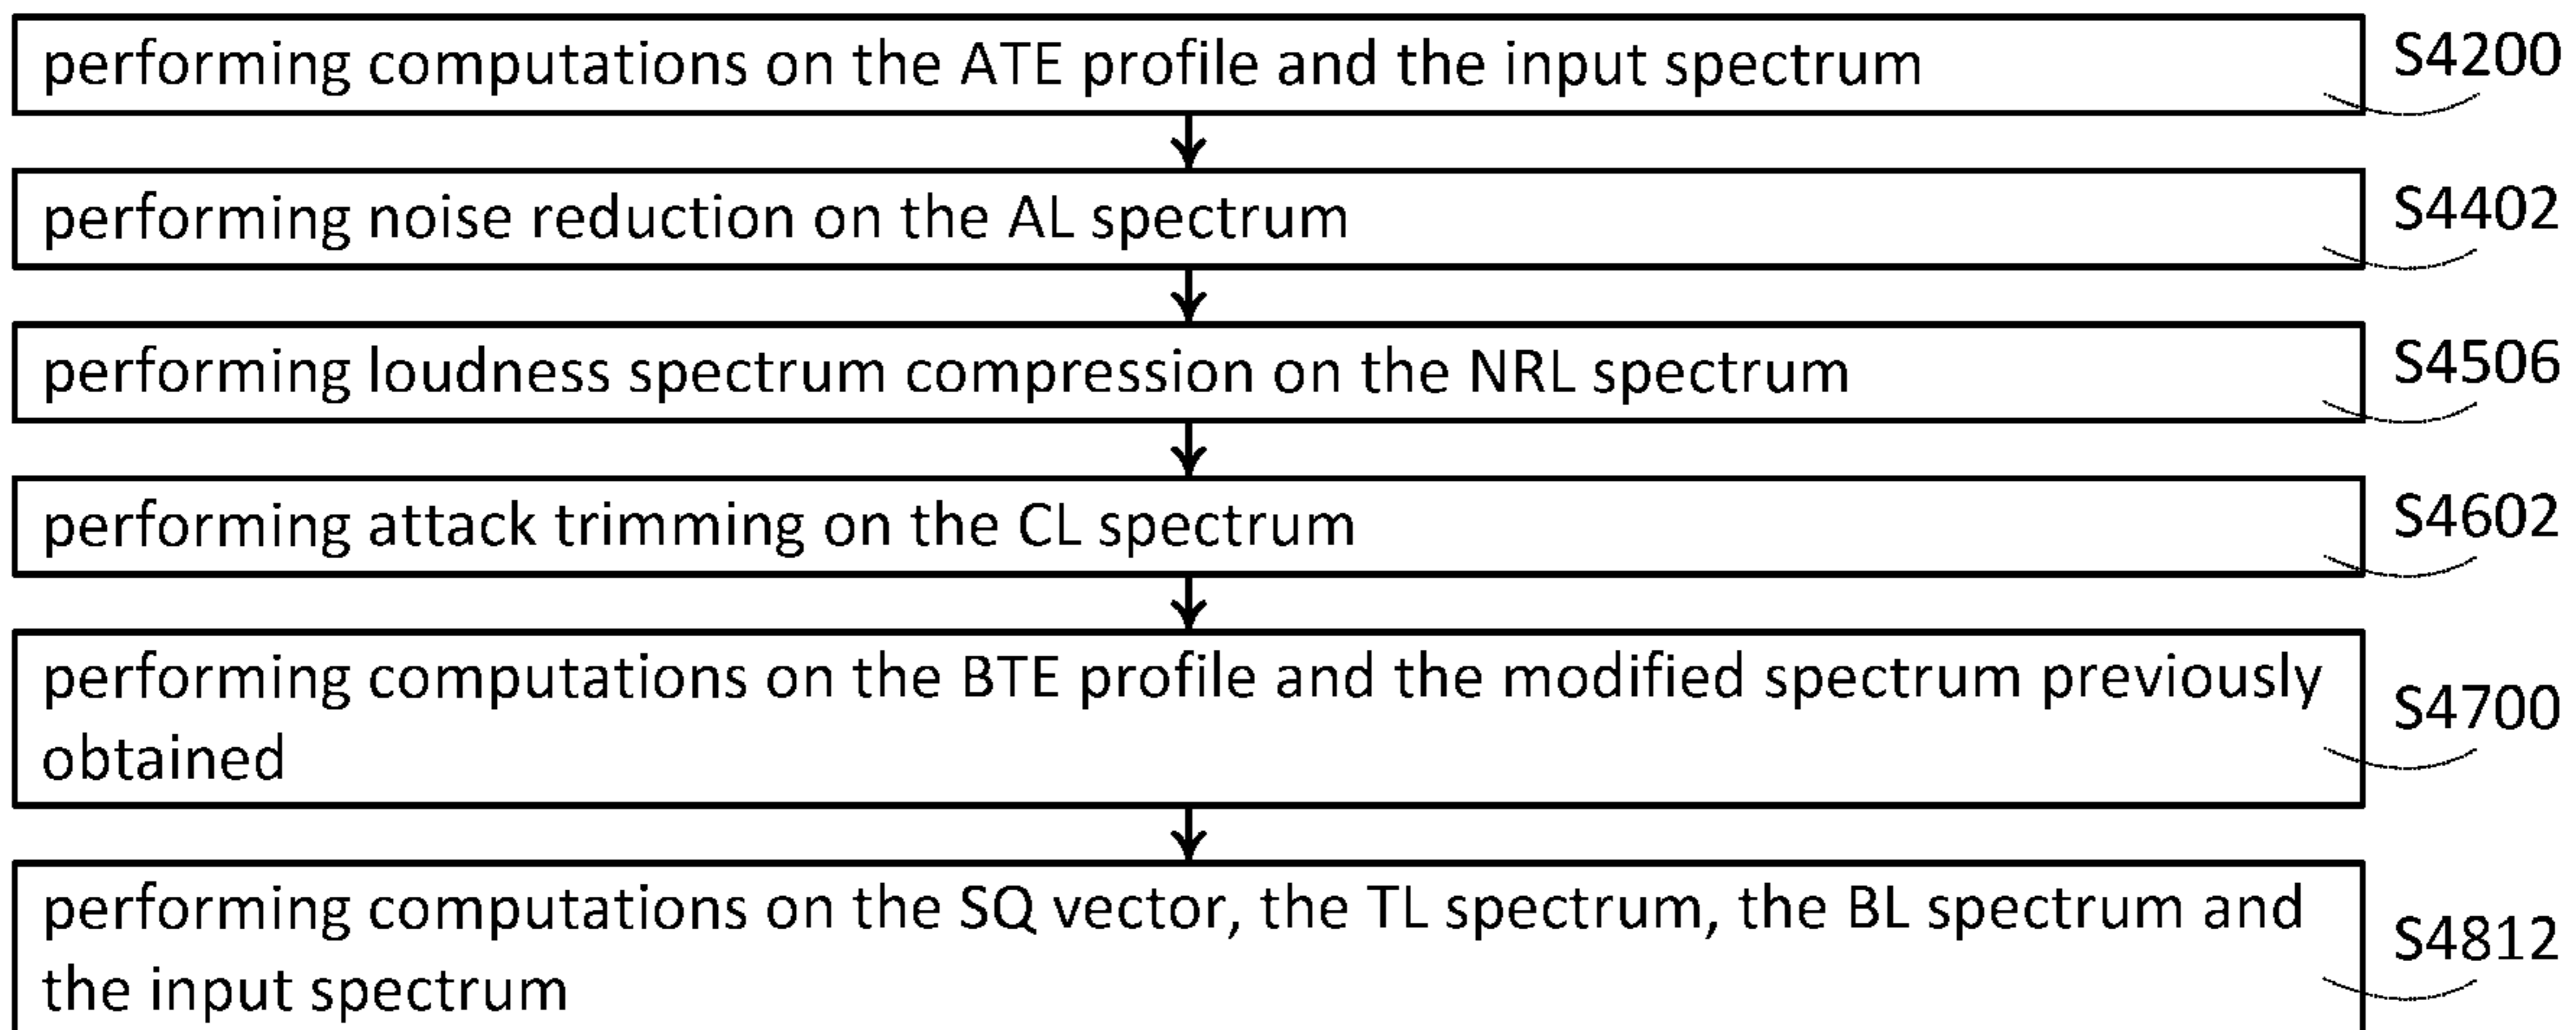 performing computations on the ATE profile and the input spectrum
S4200
performing noise reduction on the AL spectrum
S4402
performing loudness spectrum compression on the NRL spectrum
S4506
performing attack trimming on the CL spectrum
S4602
performing computations on the BTE profile and the modified spectrum previously
obtained
S4700
performing computations on the SQ vector, the TL spectrum, the BL spectrum and
the input spectrum
S4812